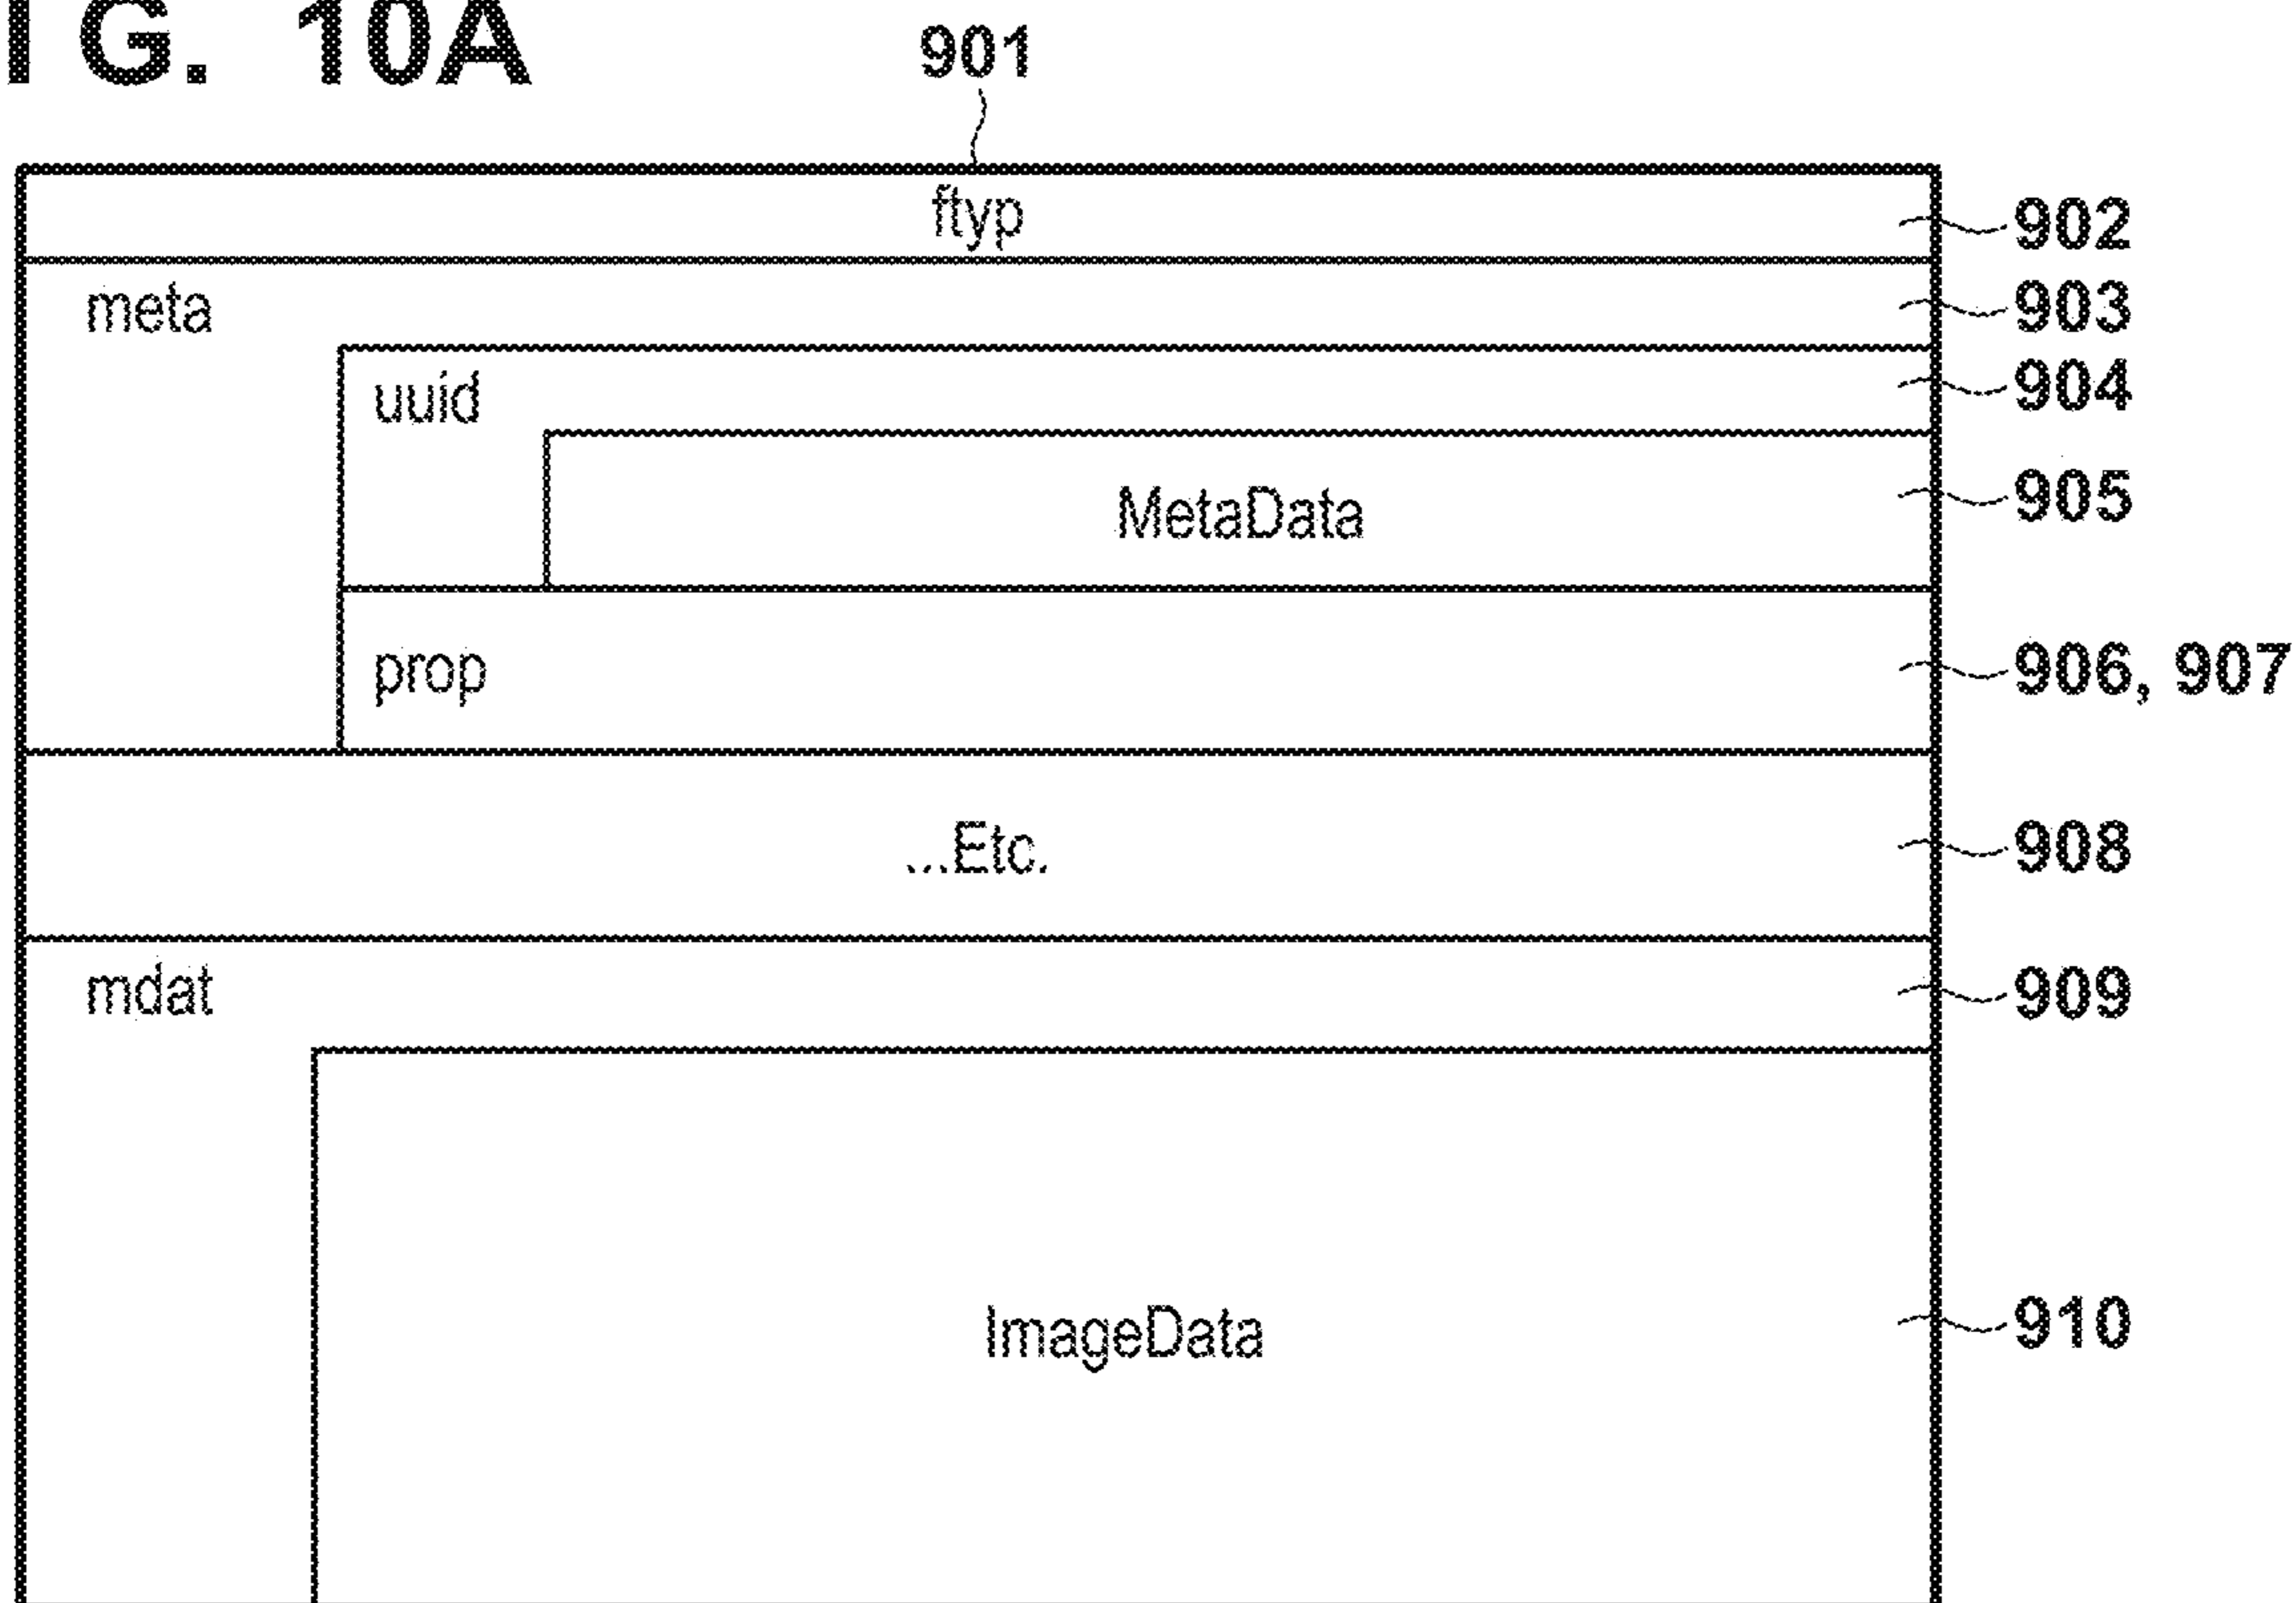 IG. 10A
901
ftyp
902
meta
903
uuid
904
MetaData
905
prop
906, 907
...Etc.
908
mdat
909
ImageData
910